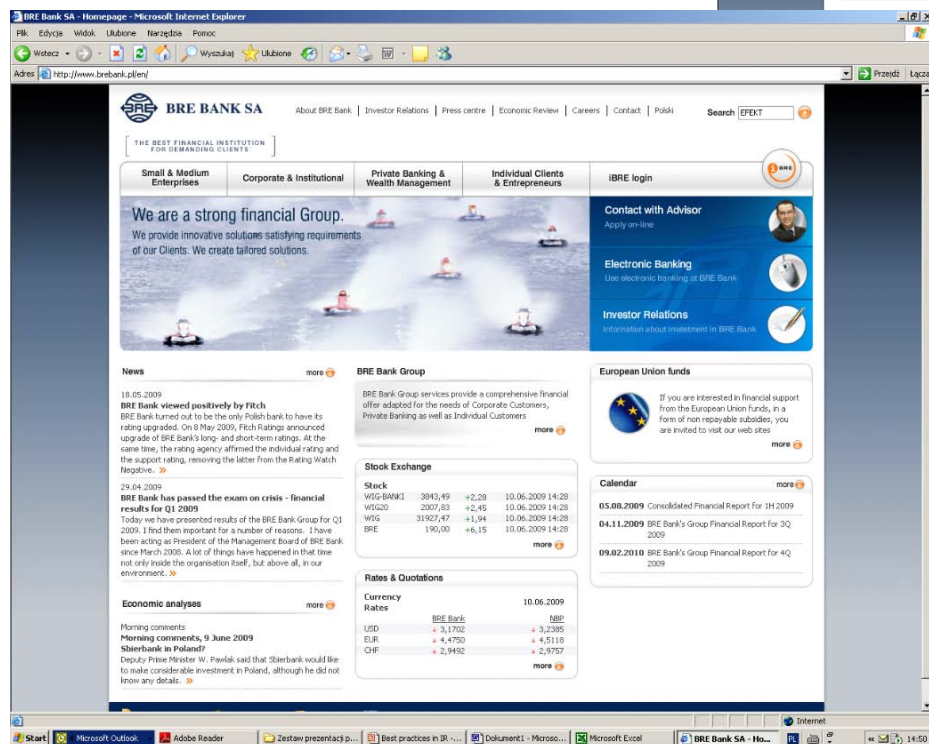 BRE Bank SA - Homepage - Microsoft Internet Explorer
Plik Edycja Widok Ulubione Narzędzia Pomoc
Wstecz Wyszukaj Ulubione
Adres http://www.brebank.pl/en/ Przejdź Łącza
BRE BANK SA
About BRE Bank | Investor Relations | Press centre | Economic Review | Careers | Contact | Polski
Search EFEKT
THE BEST FINANCIAL INSTITUTION
FOR DEMANDING CLIENTS
Small & Medium
Enterprises
Corporate & Institutional
Private Banking &
Wealth Management
Individual Clients
& Entrepreneurs
iBRE login
BRE
We are a strong financial Group.
We provide innovative solutions satisfying requirements
of our Clients. We create tailored solutions.
Contact with Advisor
Apply on-line
Electronic Banking
Use electronic banking at BRE Bank
Investor Relations
Information about investment in BRE Bank
News more
18.05.2009
BRE Bank viewed positively by Fitch
BRE Bank turned out to be the only Polish bank to have its
rating upgraded. On 8 May 2009, Fitch Ratings announced
upgrade of BRE Bank's long- and short-term ratings. At the
same time, the rating agency affirmed the individual rating and
the support rating, removing the latter from the Rating Watch
Negative. »
29.04.2009
BRE Bank has passed the exam on crisis - financial
results for Q1 2009
Today we have presented results of the BRE Bank Group for Q1
2009. I find them important for a number of reasons. I have
been acting as President of the Management Board of BRE Bank
since March 2008. A lot of things have happened in that time
not only inside the organisation itself, but above all, in our
environment. »
Economic analyses more
Morning comments
Morning comments, 9 June 2009
Sbierbank in Poland?
Deputy Prime Minister W. Pawlak said that Sbierbank would like
to make considerable investment in Poland, although he did not
know any details. »
BRE Bank Group
BRE Bank Group services provide a comprehensive financial
offer adapted for the needs of Corporate Customers,
Private Banking as well as Individual Customers
more
Stock Exchange
Stock
WIG-BANKI 3843,49 +2,28 10.06.2009 14:28
WIG20 2007,83 +2,45 10.06.2009 14:28
WIG 31927,47 +1,94 10.06.2009 14:28
BRE 190,00 +6,15 10.06.2009 14:28
more
Rates & Quotations
Currency
Rates
10.06.2009
BRE Bank NBP
USD 3,1702 3,2385
EUR 4,4750 4,5118
CHF 2,9492 2,9757
more
European Union funds
If you are interested in financial support
from the European Union funds, in a
form of non repayable subsidies, you
are invited to visit our web sites
more
Calendar more
05.08.2009 Consolidated Financial Report for 1H 2009
04.11.2009 BRE Bank's Group Financial Report for 3Q
2009
09.02.2010 BRE Bank's Group Financial Report for 4Q
2009
Internet
Start Microsoft Outlook Adobe Reader Zestaw prezentacji p... Best practices in IR -... Dokument1 - Microso... Microsoft Excel BRE Bank SA - Ho... PL 14:50